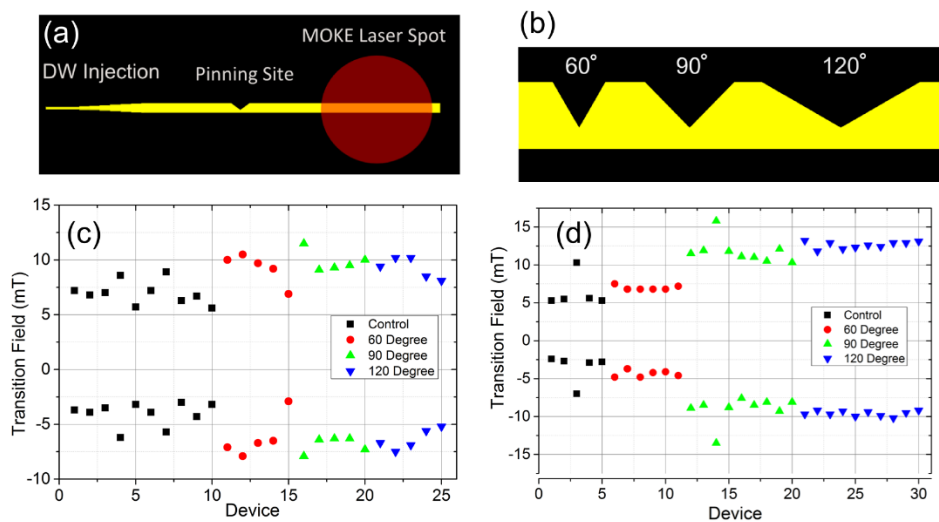 (a)
MOKE Laser Spot
DW Injection
Pinning Site
(b)
60° 90° 120°
(c)
Transition Field (mT)
15
10
5
0
-5
-10
0 5 10 15 20 25
Device
Control
60 Degree
90 Degree
120 Degree
(d)
Transition Field (mT)
15
10
5
0
-5
-10
-15
0 5 10 15 20 25 30
Device
Control
60 Degree
90 Degree
120 Degree